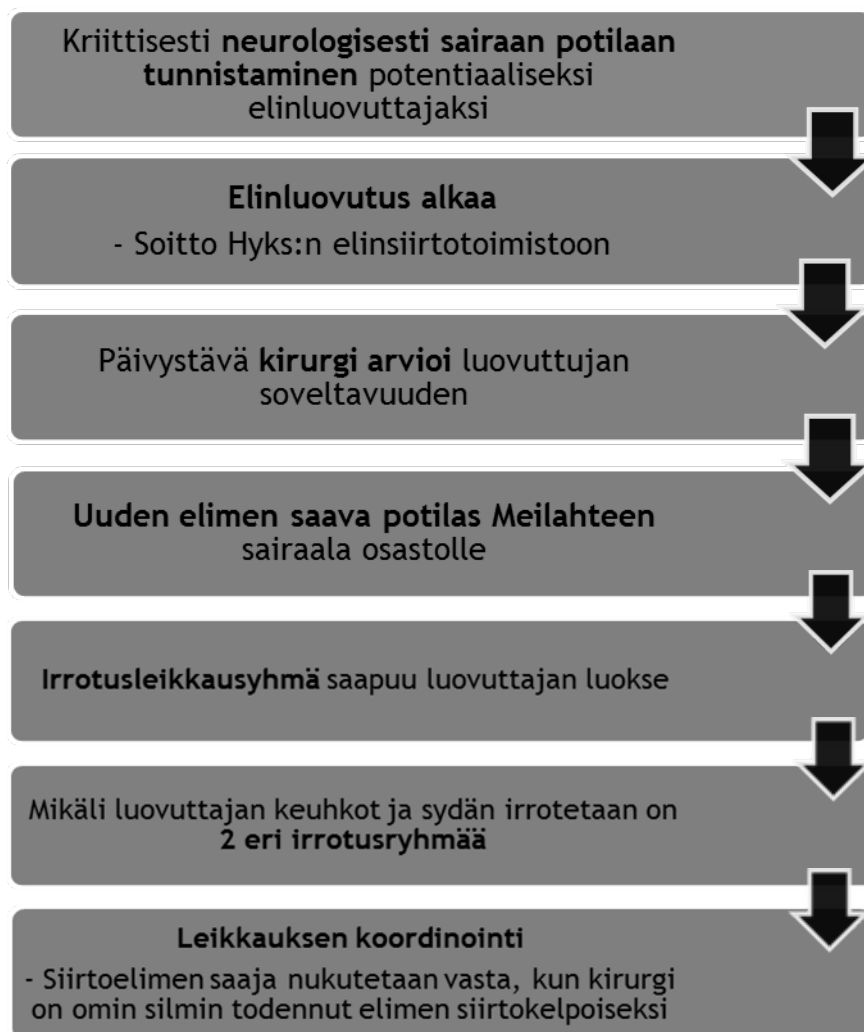 Kriittisesti neurologisesti sairaan potilaan
tunnistaminen potentiaaliseksi
elinluovuttajaksi
Elinluovutus alkaa
- Soitto Hyks:n elinsiirtotoimistoon
Päivystävä kirurgi arvioi luovuttujan
soveltavuuden
Uuden elimen saava potilas Meilahteen
sairaala osastolle
Irrotusleikkausyhmä saapuu luovuttajan luokse
Mikäli luovuttajan keuhkot ja sydän irrotetaan on
2 eri irrotusryhmää
Leikkauksen koordinointi
- Siirtoelimen saaja nukutetaan vasta, kun kirurgi
on omin silmin todennut elimen siirtokelpoiseksi